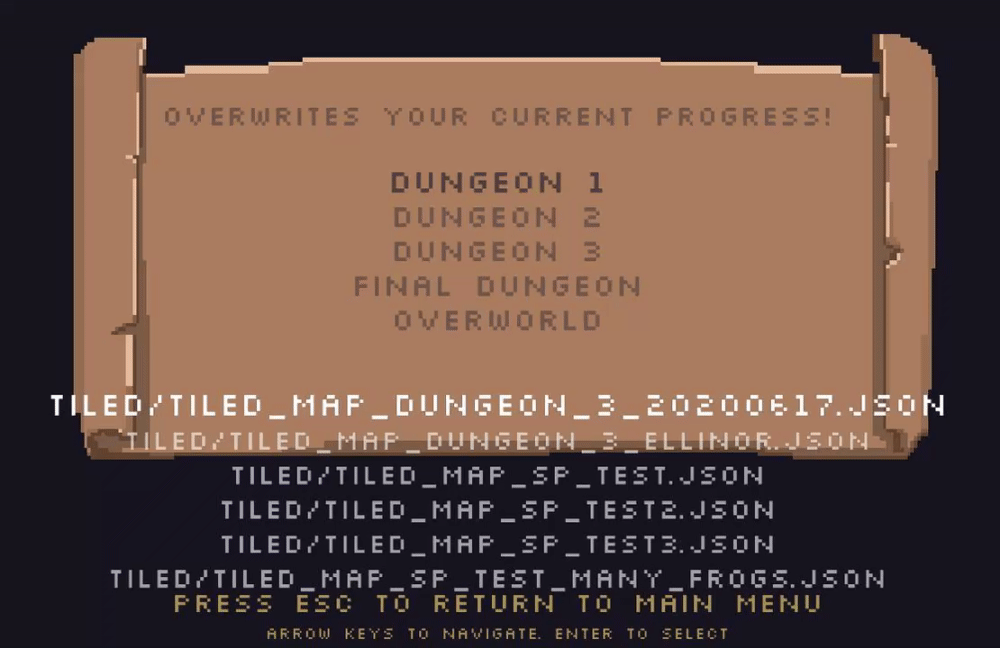 OVERWRITES YOUR CURRENT PROGRESS!
DUNGEON 1
DUNGEON 2
DUNGEON 3
FINAL DUNGEON
OVERWORLD
TILED/TILED_MAP_DUNGEON_3_20200617.JSON
TILED/TILED_MAP_DUNGEON_3_ELLINOR.JSON
TILED/TILED_MAP_SP_TEST.JSON
TILED/TILED_MAP_SP_TEST2.JSON
TILED/TILED_MAP_SP_TEST3.JSON
TILED/TILED_MAP_SP_TEST_MANY_FROGS.JSON
PRESS ESC TO RETURN TO MAIN MENU
ARROW KEYS TO NAVIGATE. ENTER TO SELECT